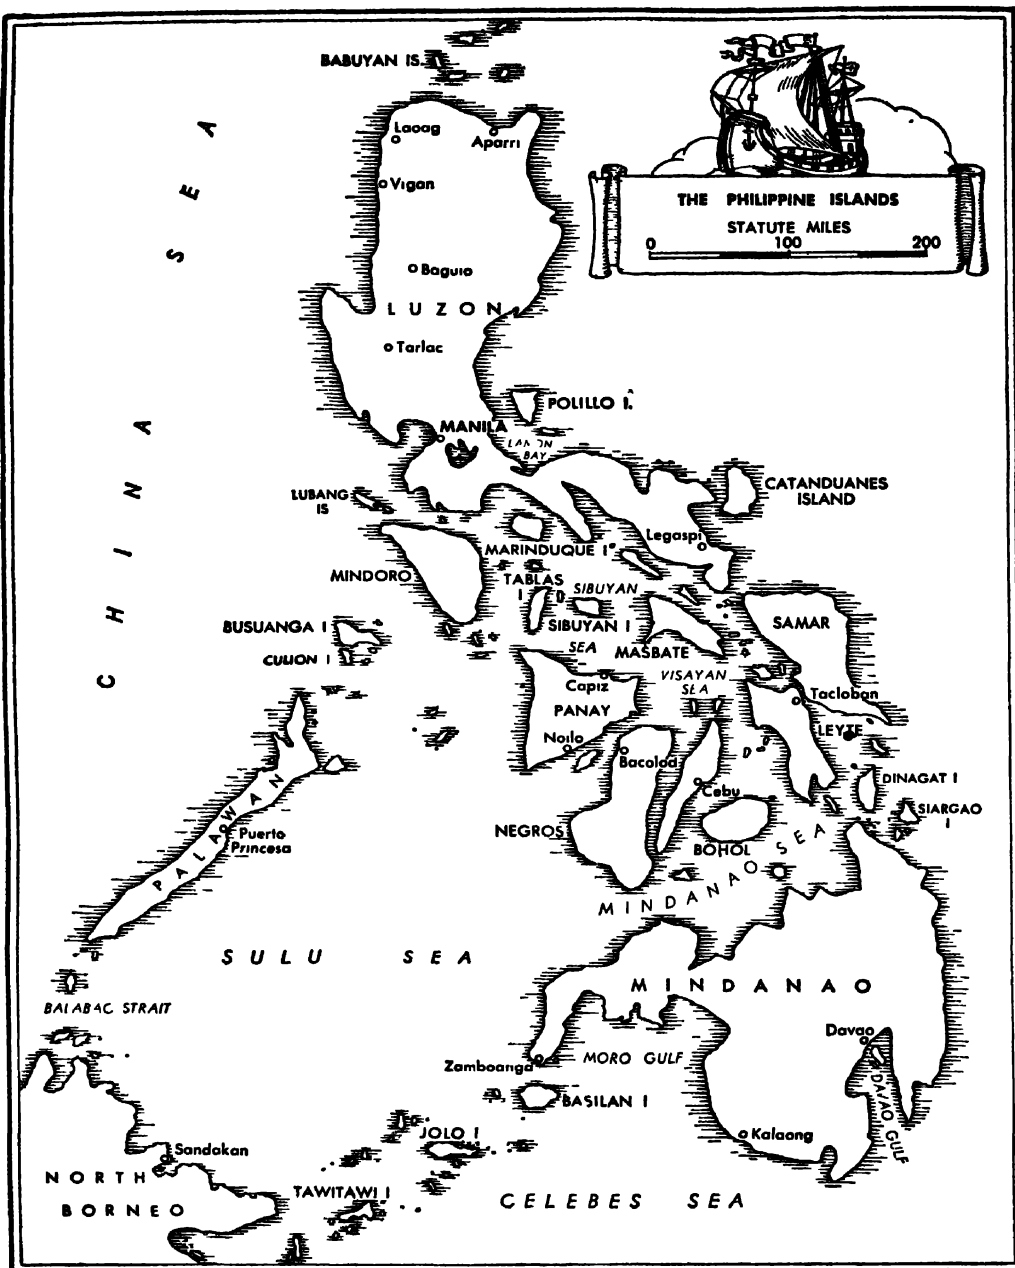 BABUYAN IS.
Laoag
Aparri
Vigan
THE PHILIPPINE ISLANDS
STATUTE MILES
0 100 200
Baguio
LUZON
Tarlac
CHINA SEA
POLILLO I.
MANILA
BAY
CATANDUANES
ISLAND
LUBANG
IS
Legaspi
MARINDUQUE I
MINDORO
TABLAS
I
SIBUYAN
SEA
SIBUYAN I
BUSUANGA I
MASBATE
SAMAR
CULION I
VISAYAN
SEA
Capiz
PANAY
Tacloban
LEYTE
Noilo
Bacolod
DINAGAT I
Cebu
SIARGAO
I
PALAWAN
Puerto
Princesa
NEGROS
BOHOL
MINDANAO SEA
SULU SEA
MINDANAO
BALABAC STRAIT
Davao
Zamboanga
MORO GULF
DAVAO GULF
BASILAN I
JOLO I
Kalaong
Sandakan
NORTH
BORNEO
TAWITAWI I
CELEBES SEA